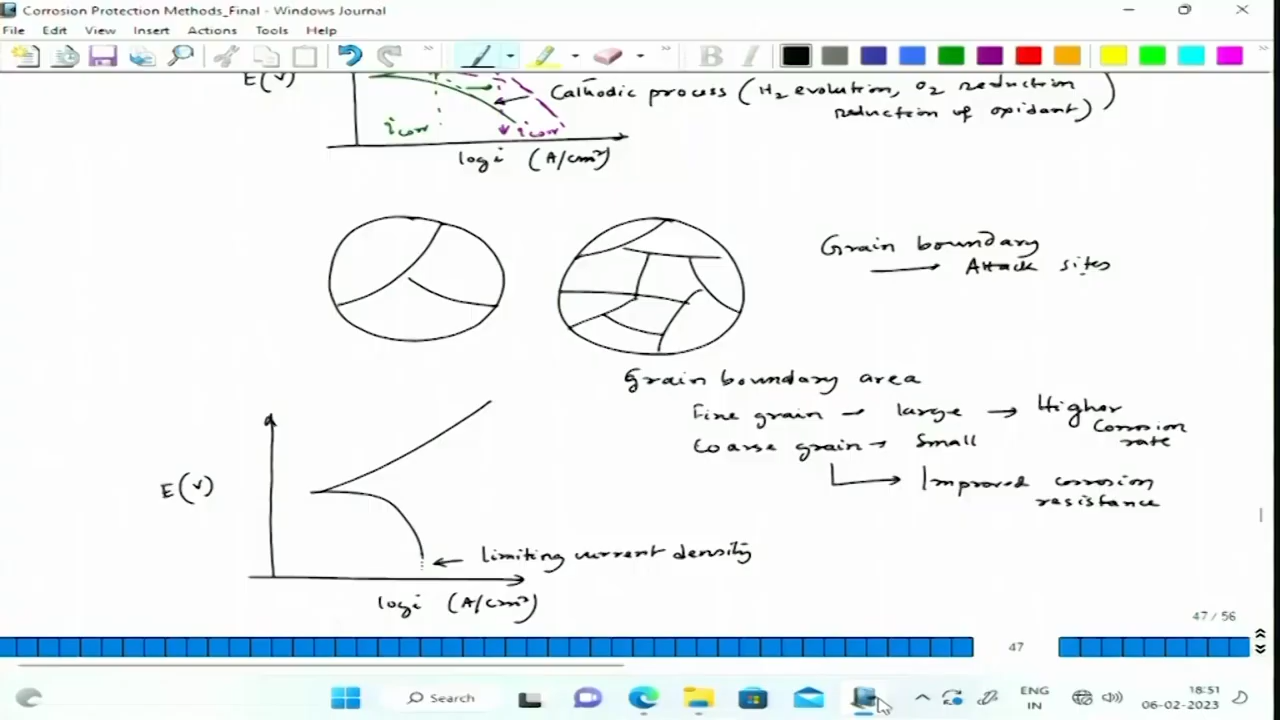 Corrosion Protection Methods_Final - Windows Journal
File Edit View Insert Actions Tools Help
E(V)
Cathodic process (H2 evolution, O2 reduction
reduction of oxidant)
icorr icorr
log i (A/cm²)
Grain boundary
→ Attack sites
Grain boundary area
Fine grain → large → Higher
corrosion
rate
Coarse grain → small
→ Improved corrosion
resistance
E(V)
← limiting current density
log i (A/cm²)
47 / 56
47
Search
ENG
IN
18:51
06-02-2023